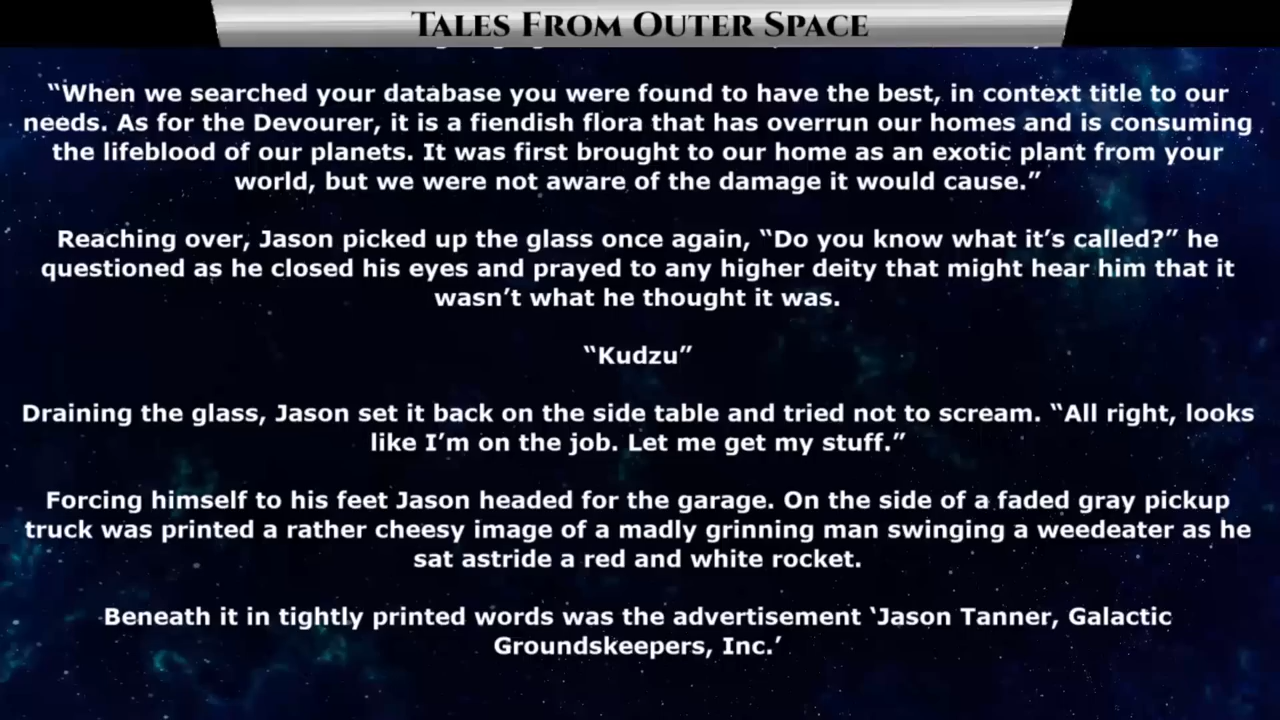 TALES FROM OUTER SPACE
“When we searched your database you were found to have the best, in context title to our
needs. As for the Devourer, it is a fiendish flora that has overrun our homes and is consuming
the lifeblood of our planets. It was first brought to our home as an exotic plant from your
world, but we were not aware of the damage it would cause.”
Reaching over, Jason picked up the glass once again, “Do you know what it’s called?” he
questioned as he closed his eyes and prayed to any higher deity that might hear him that it
wasn’t what he thought it was.
“Kudzu”
Draining the glass, Jason set it back on the side table and tried not to scream. “All right, looks
like I’m on the job. Let me get my stuff.”
Forcing himself to his feet Jason headed for the garage. On the side of a faded gray pickup
truck was printed a rather cheesy image of a madly grinning man swinging a weedeater as he
sat astride a red and white rocket.
Beneath it in tightly printed words was the advertisement ‘Jason Tanner, Galactic
Groundskeepers, Inc.’